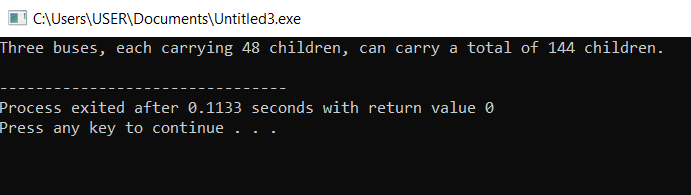 C:\Users\USER\Documents\Untitled3.exe
Three buses, each carrying 48 children, can carry a total of 144 children.
--------------------------------
Process exited after 0.1133 seconds with return value 0
Press any key to continue . . .